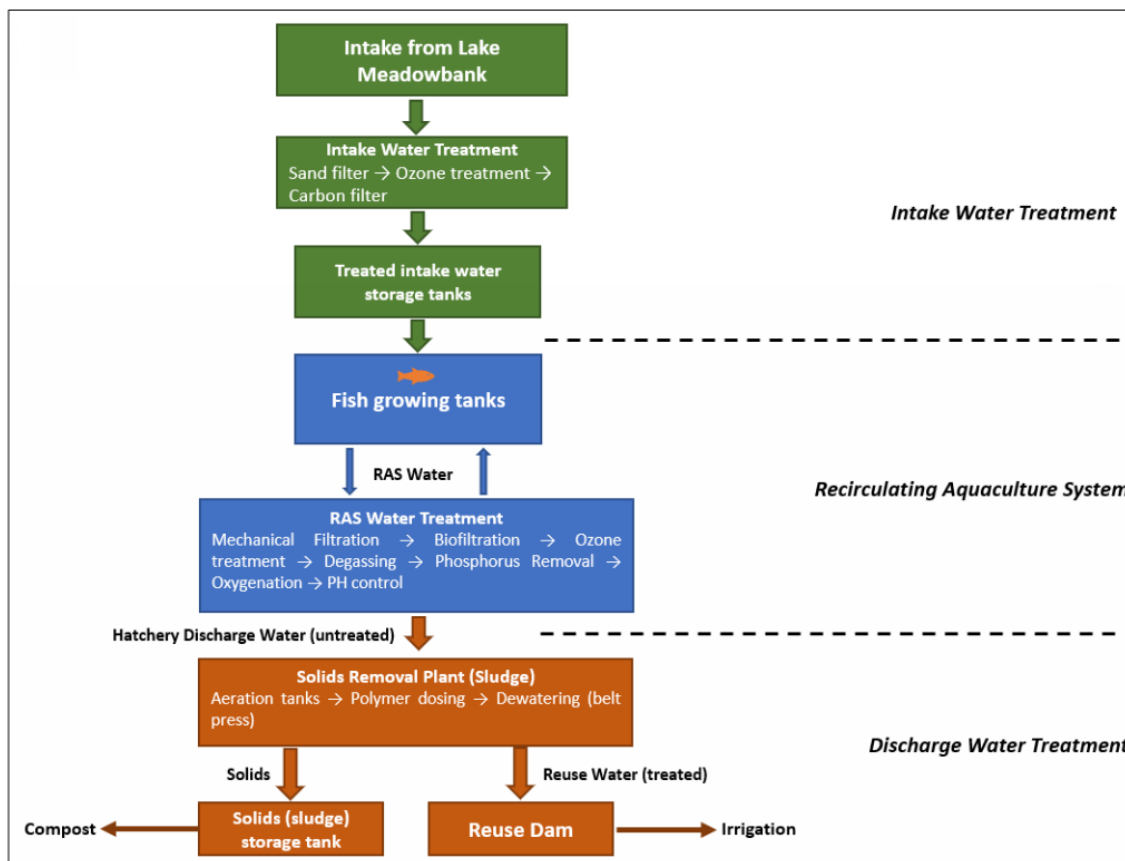 Intake from Lake
Meadowbank
Intake Water Treatment
Sand filter → Ozone treatment →
Carbon filter
Intake Water Treatment
Treated intake water
storage tanks
Fish growing tanks
RAS Water
Recirculating Aquaculture System
RAS Water Treatment
Mechanical Filtration → Biofiltration → Ozone
treatment → Degassing → Phosphorus Removal →
Oxygenation → PH control
Hatchery Discharge Water (untreated)
Solids Removal Plant (Sludge)
Aeration tanks → Polymer dosing → Dewatering (belt
press)
Discharge Water Treatment
Solids
Reuse Water (treated)
Compost
Solids (sludge)
storage tank
Reuse Dam
Irrigation